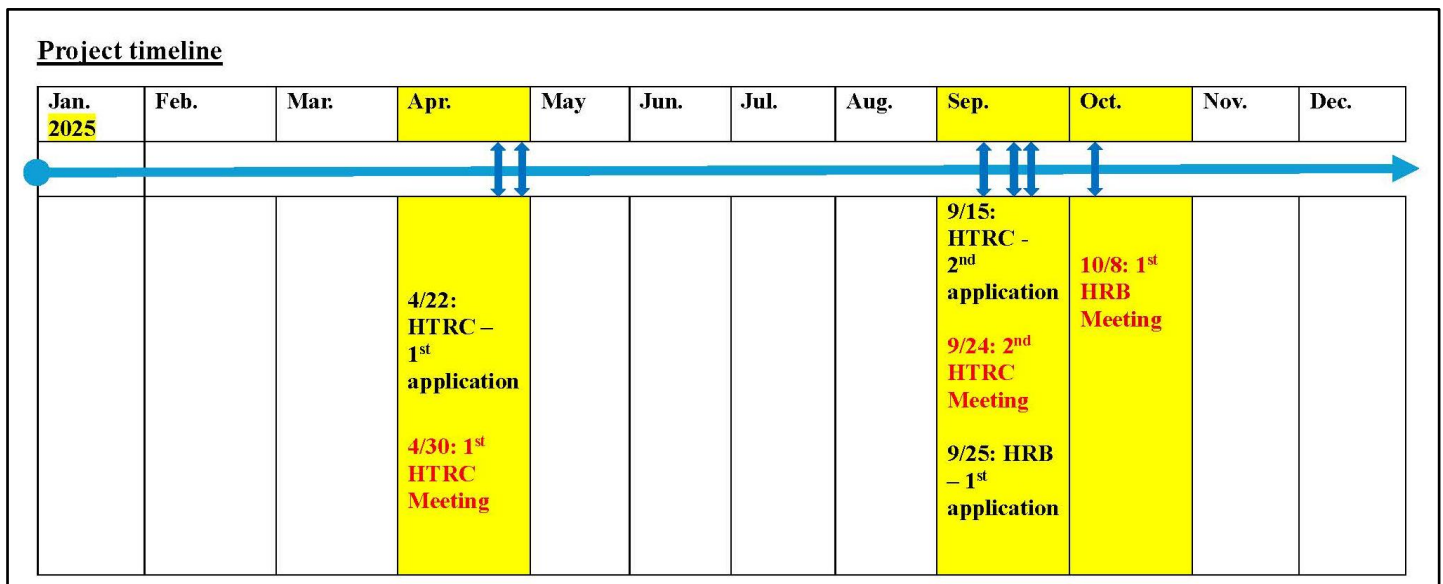 Project timeline
Jan.
2025
Feb.
Mar.
Apr.
May
Jun.
Jul.
Aug.
Sep.
Oct.
Nov.
Dec.
4/22:
HTRC –
1st
application
4/30: 1st
HTRC
Meeting
9/15:
HTRC -
2nd
application
9/24: 2nd
HTRC
Meeting
9/25: HRB
– 1st
application
10/8: 1st
HRB
Meeting